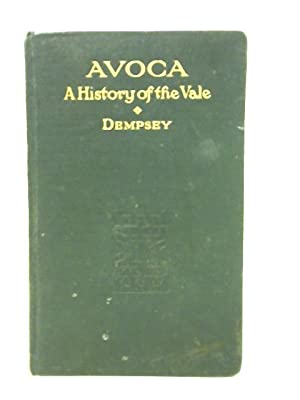 AVOCA
A History of the Vale
DEMPSEY